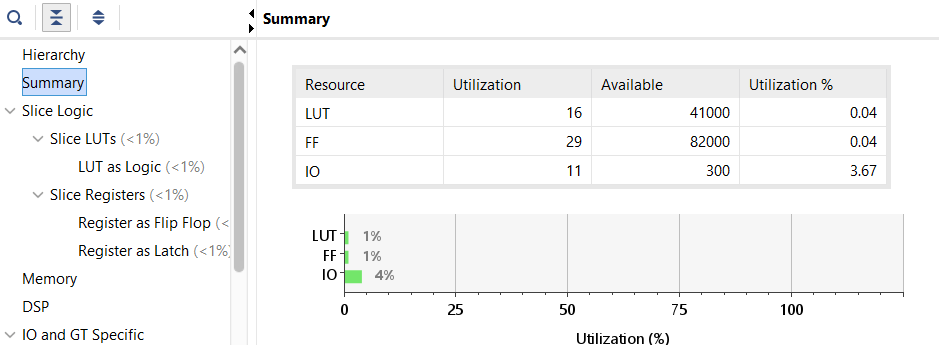 Summary
Hierarchy
Summary
Slice Logic
Slice LUTs (<1%)
LUT as Logic (<1%)
Slice Registers (<1%)
Register as Flip Flop (<
Register as Latch (<1%)
Memory
DSP
IO and GT Specific
Resource Utilization Available Utilization %
LUT 16 41000 0.04
FF 29 82000 0.04
IO 11 300 3.67
LUT 1%
FF 1%
IO 4%
0 25 50 75 100
Utilization (%)